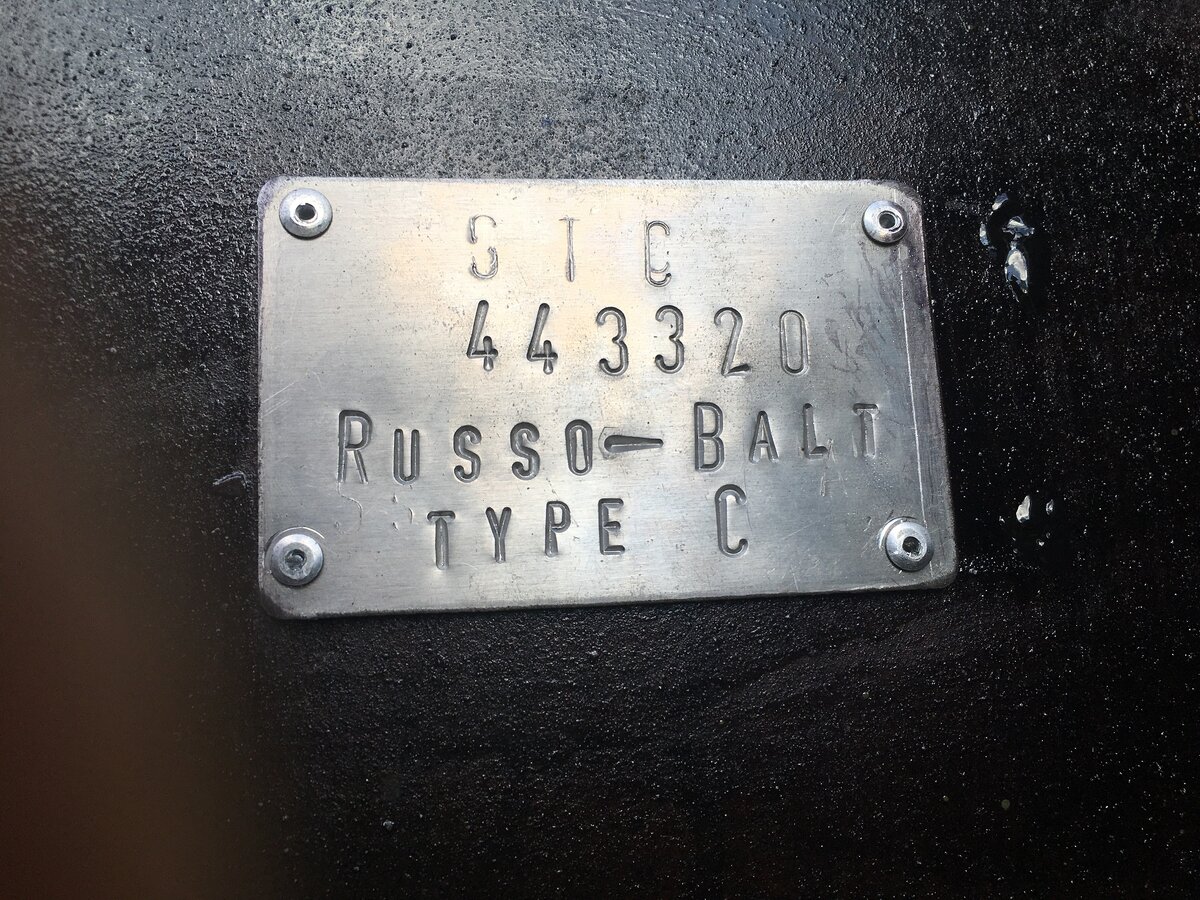 STC
443320
RUSSO-BALT
TYPE C